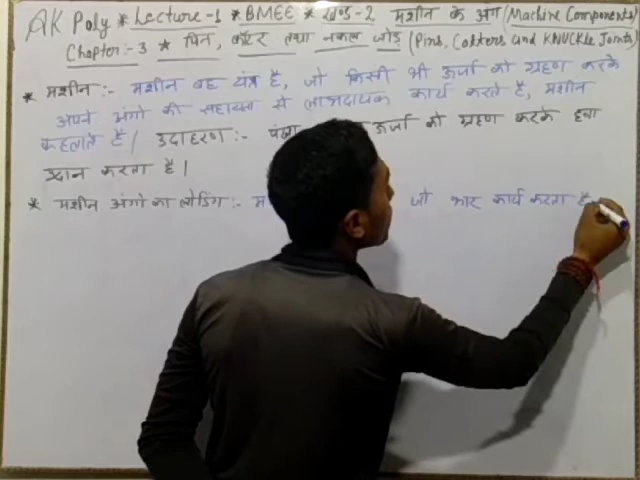 AK Poly * Lecture-1 * BMEE * खण्ड-2 मशीन के अंग (Machine Components)
Chapter:-3 * पिन, कॉटर तथा नकल जोड़ (Pins, Cotters and KNUCKLE Joints)
* मशीन :- मशीन वह यंत्र है, जो किसी भी ऊर्जा को ग्रहण करके
अपने अंगो की सहायता से लाभदायक कार्य करते है, मशीन
कहलाते है। उदाहरण:- पंखा ऊर्जा को ग्रहण करके हवा
प्रदान करता है।
* मशीन अंगो का लोडिंग:- म जो भार कार्य करता है